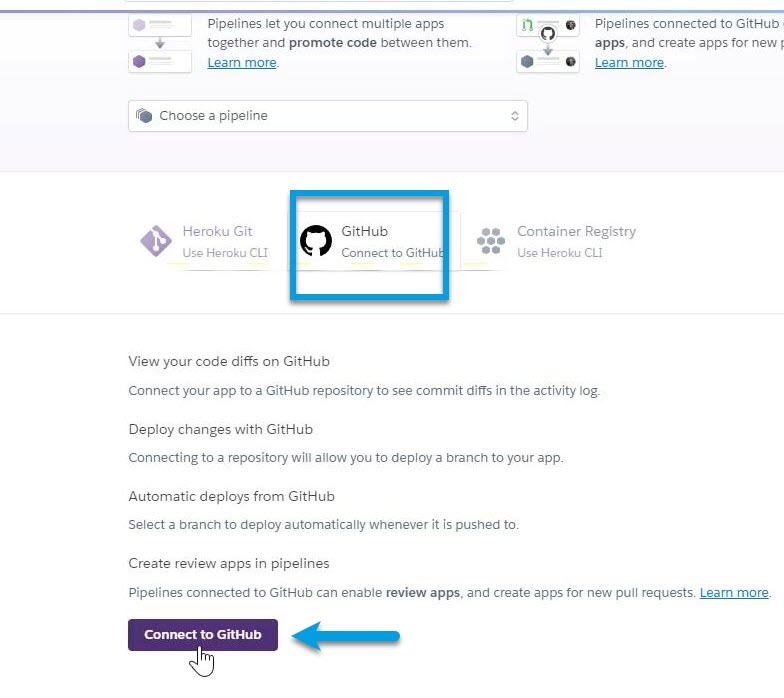 Pipelines let you connect multiple apps
together and promote code between them.
Learn more.
Pipelines connected to GitHub
apps, and create apps for new
Learn more.
Choose a pipeline
Heroku Git
Use Heroku CLI
GitHub
Connect to GitHub
Container Registry
Use Heroku CLI
View your code diffs on GitHub
Connect your app to a GitHub repository to see commit diffs in the activity log.
Deploy changes with GitHub
Connecting to a repository will allow you to deploy a branch to your app.
Automatic deploys from GitHub
Select a branch to deploy automatically whenever it is pushed to.
Create review apps in pipelines
Pipelines connected to GitHub can enable review apps, and create apps for new pull requests. Learn more.
Connect to GitHub